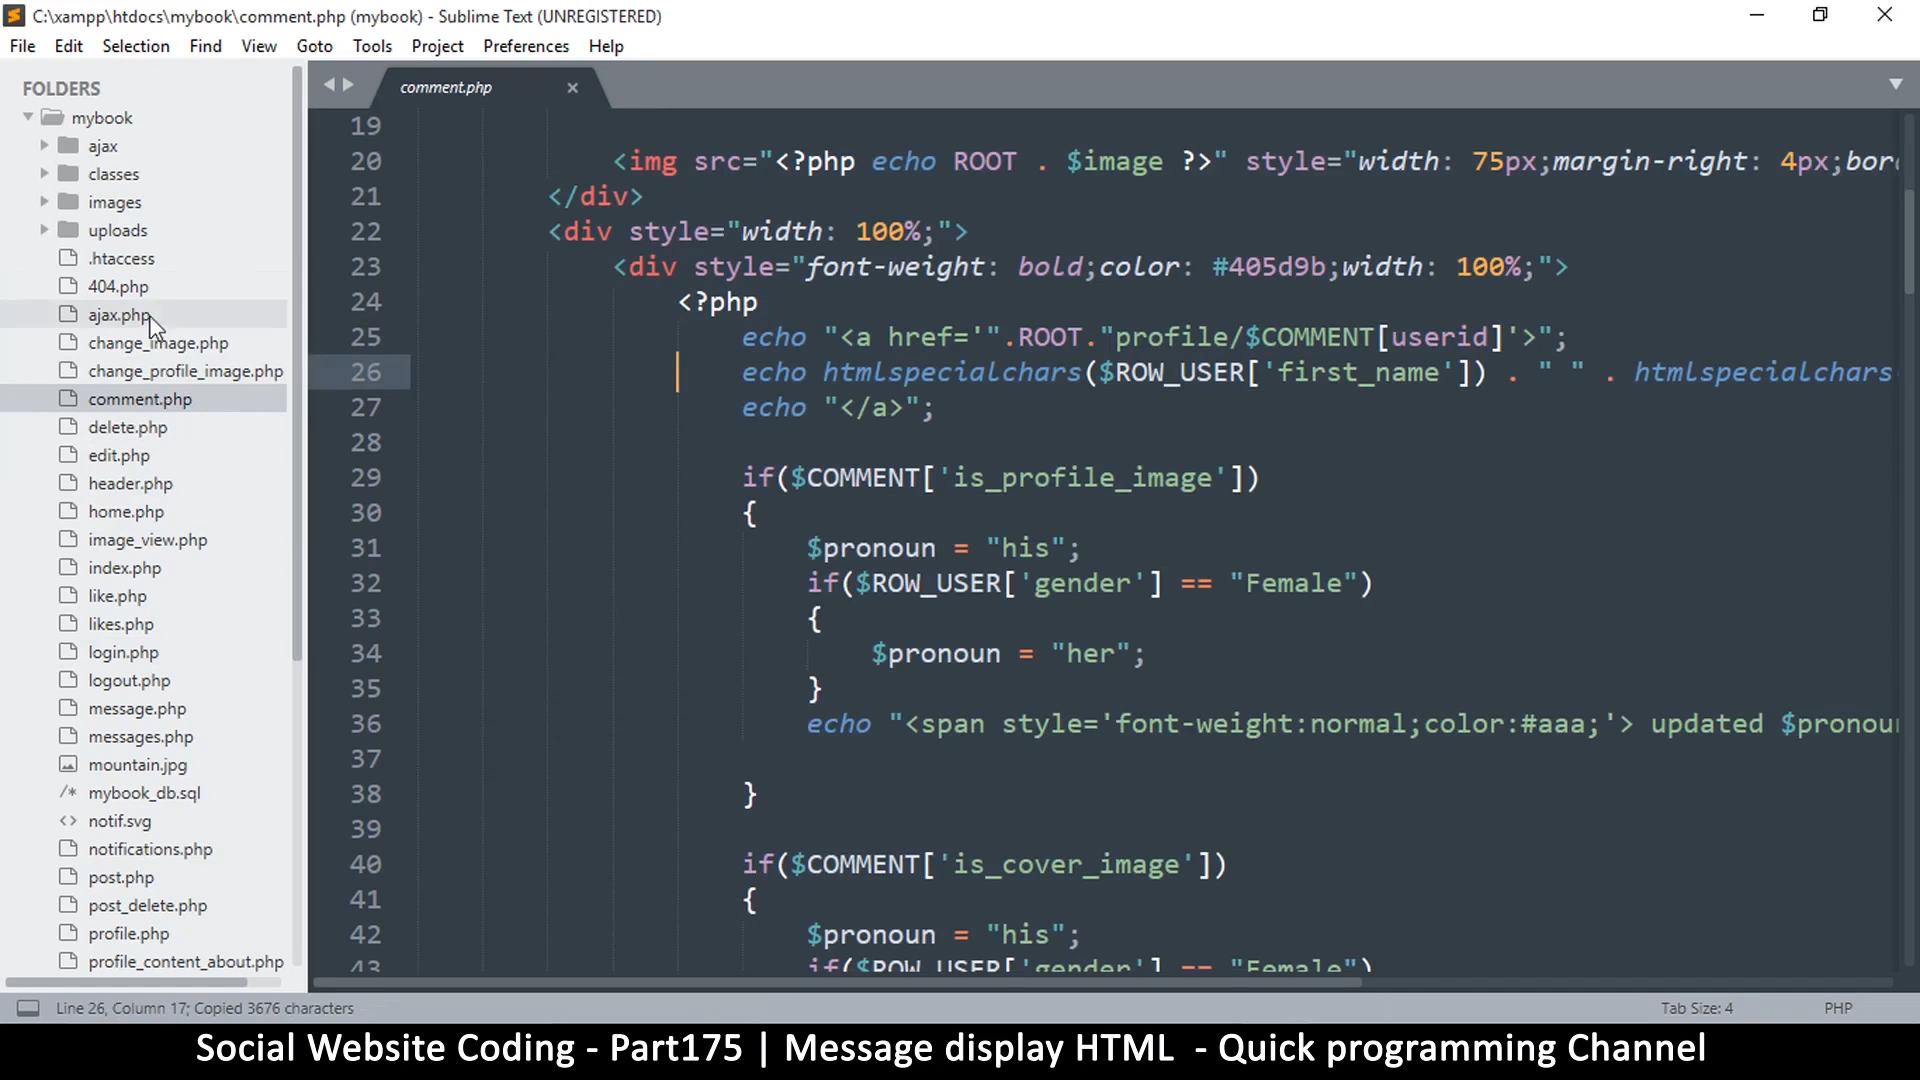 C:\xampp\htdocs\mybook\comment.php (mybook) - Sublime Text (UNREGISTERED)
File Edit Selection Find View Goto Tools Project Preferences Help
FOLDERS
mybook
ajax
classes
images
uploads
.htaccess
404.php
ajax.php
change_image.php
change_profile_image.php
comment.php
delete.php
edit.php
header.php
home.php
image_view.php
index.php
like.php
likes.php
login.php
logout.php
message.php
messages.php
mountain.jpg
mybook_db.sql
notif.svg
notifications.php
post.php
post_delete.php
profile.php
profile_content_about.php
comment.php
19
20 <img src="<?php echo ROOT . $image ?>" style="width: 75px;margin-right: 4px;bor
21 </div>
22 <div style="width: 100%;">
23 <div style="font-weight: bold;color: #405d9b;width: 100%;">
24 <?php
25 echo "<a href='".ROOT."profile/$COMMENT[userid]'>";
26 echo htmlspecialchars($ROW_USER['first_name']) . " " . htmlspecialchars
27 echo "</a>";
28
29 if($COMMENT['is_profile_image'])
30 {
31 $pronoun = "his";
32 if($ROW_USER['gender'] == "Female")
33 {
34 $pronoun = "her";
35 }
36 echo "<span style='font-weight:normal;color:#aaa;'> updated $pronou
37
38 }
39
40 if($COMMENT['is_cover_image'])
41 {
42 $pronoun = "his";
43 if($ROW_USER['gender'] == "Female")
Line 26, Column 17; Copied 3676 characters
Tab Size: 4
PHP
Social Website Coding - Part175 | Message display HTML - Quick programming Channel